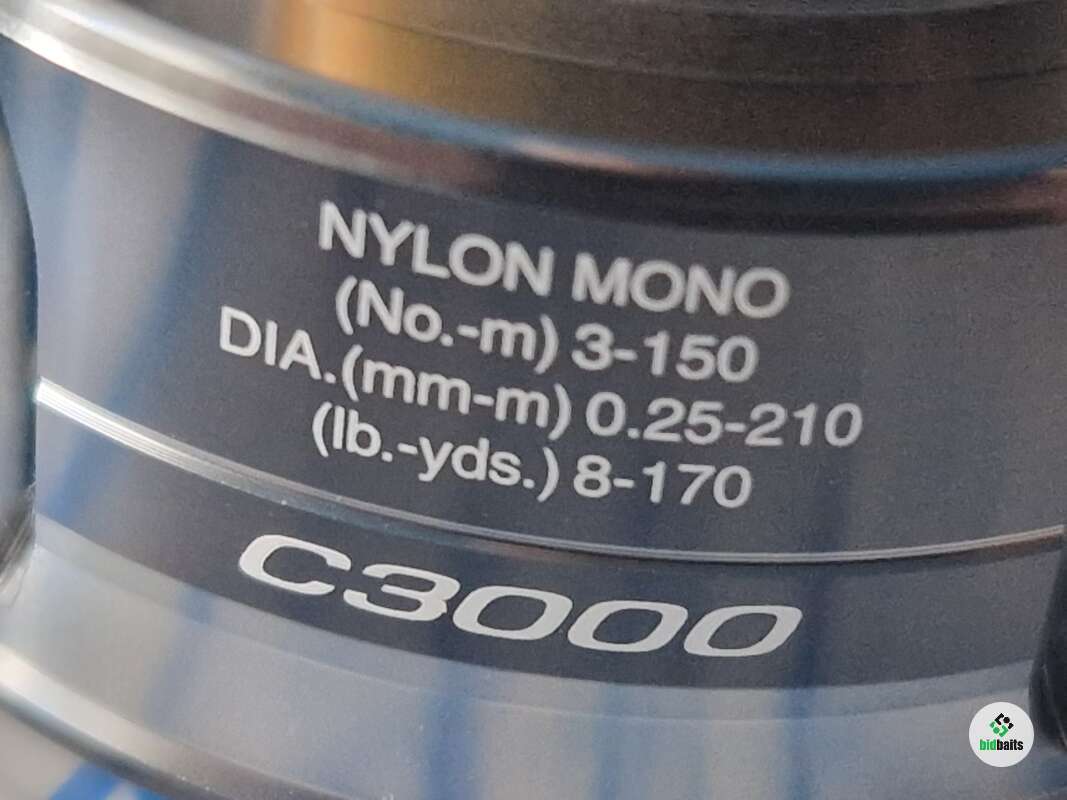 NYLON MONO
(No.-m) 3-150
DIA.(mm-m) 0.25-210
(lb.-yds.) 8-170
C3000
bidbaits